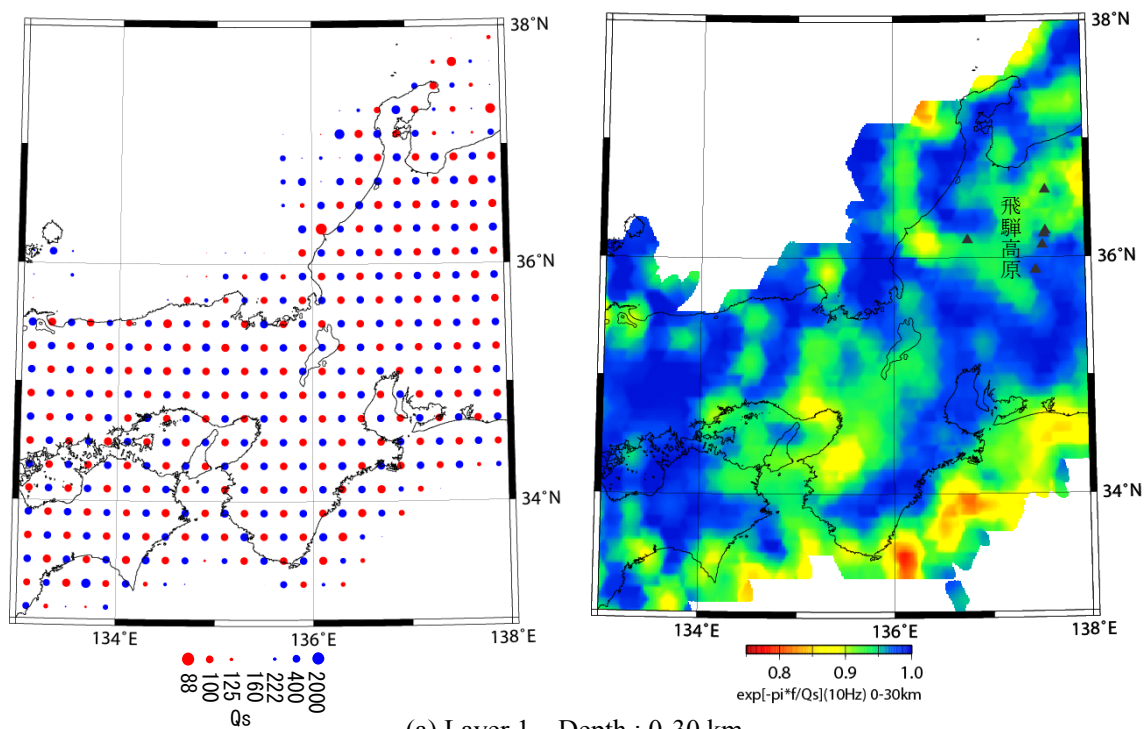 38°N
36°N
34°N
134°E
136°E
138°E
88
100
125
160
222
400
2000
Qs
38°N
36°N
34°N
134°E
136°E
138°E
飛騨高原
0.8
0.9
1.0
exp[-pi*f/Qs](10Hz) 0-30km
(a) Layer 1 Depth : 0-30 km